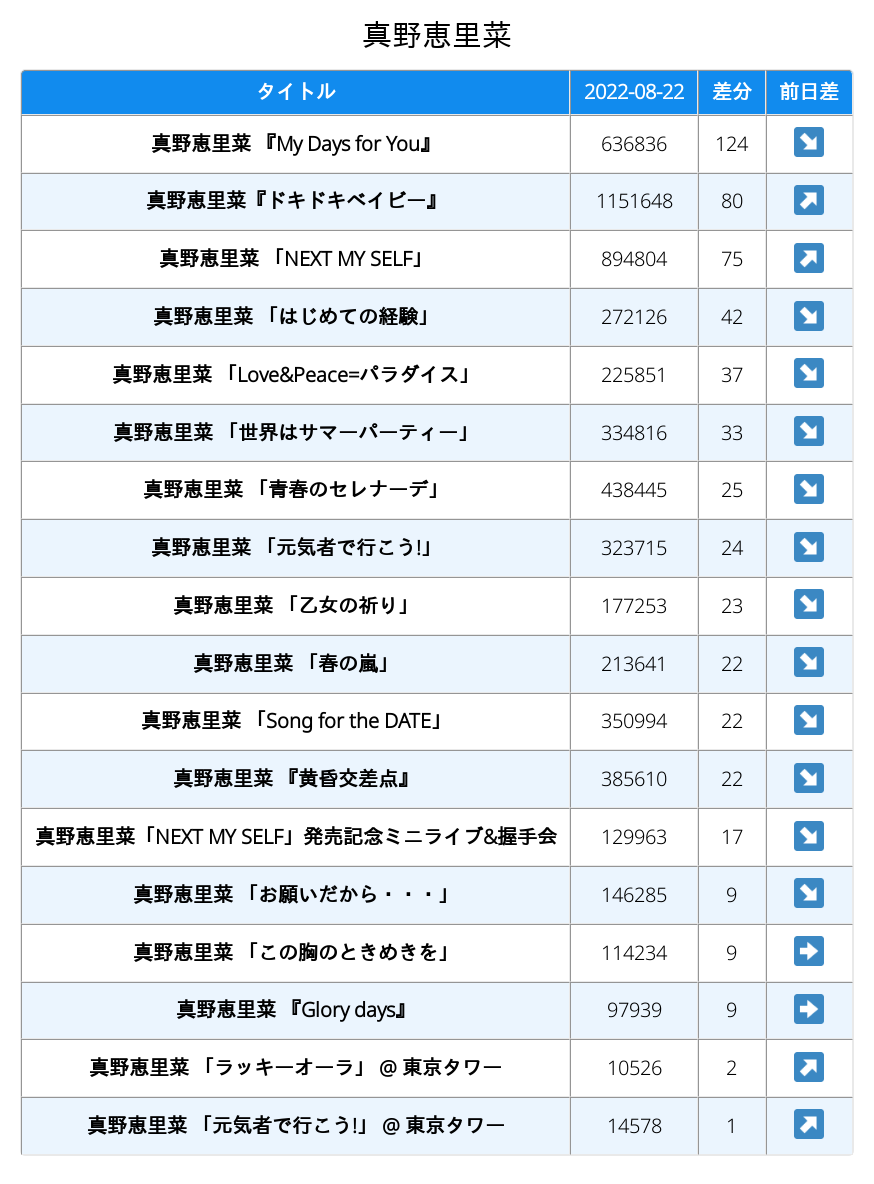 真野恵里菜
タイトル 2022-08-22 差分 前日差
真野恵里菜 『My Days for You』 636836 124 ↘
真野恵里菜『ドキドキベイビー』 1151648 80 ↗
真野恵里菜 「NEXT MY SELF」 894804 75 ↗
真野恵里菜 「はじめての経験」 272126 42 ↘
真野恵里菜 「Love&Peace=パラダイス」 225851 37 ↘
真野恵里菜 「世界はサマーパーティー」 334816 33 ↘
真野恵里菜 「青春のセレナーデ」 438445 25 ↘
真野恵里菜 「元気者で行こう!」 323715 24 ↘
真野恵里菜 「乙女の祈り」 177253 23 ↘
真野恵里菜 「春の嵐」 213641 22 ↘
真野恵里菜 「Song for the DATE」 350994 22 ↘
真野恵里菜 『黄昏交差点』 385610 22 ↘
真野恵里菜「NEXT MY SELF」発売記念ミニライブ&握手会 129963 17 ↘
真野恵里菜 「お願いだから・・・」 146285 9 ↘
真野恵里菜 「この胸のときめきを」 114234 9 ➡
真野恵里菜 『Glory days』 97939 9 ➡
真野恵里菜 「ラッキーオーラ」 @ 東京タワー 10526 2 ↗
真野恵里菜 「元気者で行こう!」 @ 東京タワー 14578 1 ↗